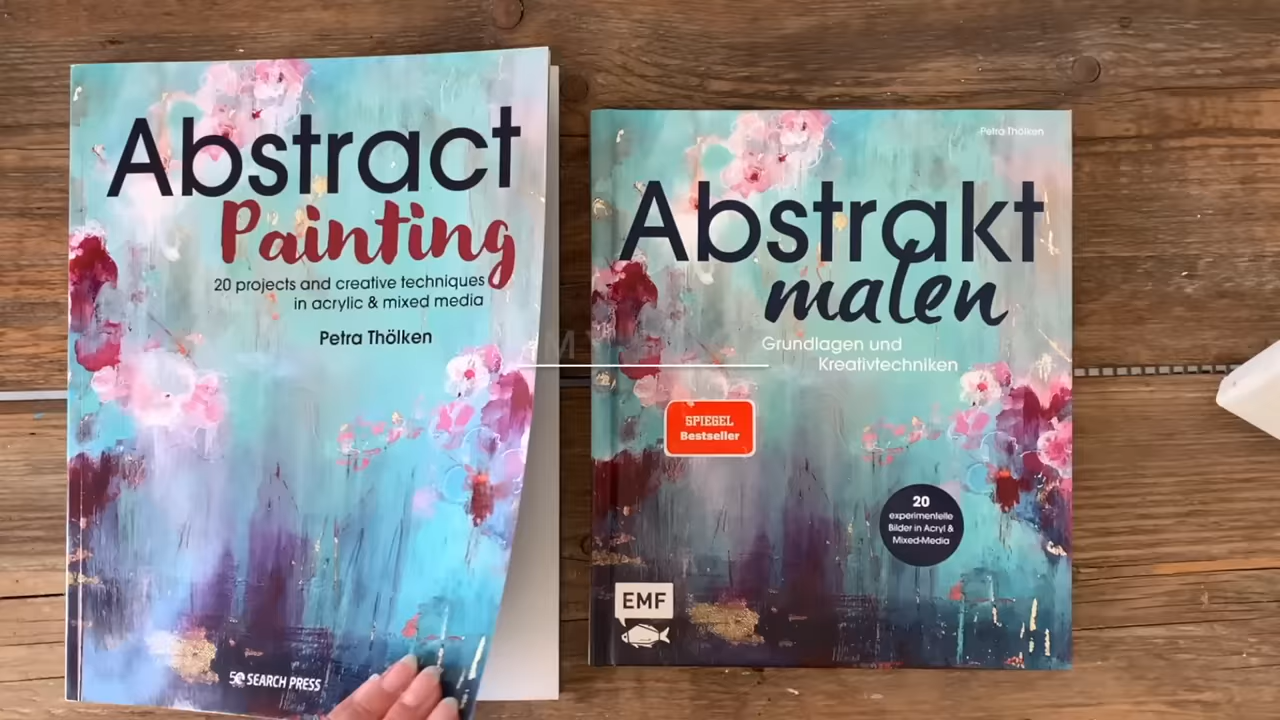 Abstract
Painting
20 projects and creative techniques
in acrylic & mixed media
Petra Thölken
SEARCH PRESS
Petra Thölken
Abstrakt
malen
Grundlagen und
Kreativtechniken
SPIEGEL
Bestseller
20
experimentelle
Bilder in Acryl &
Mixed-Media
EMF